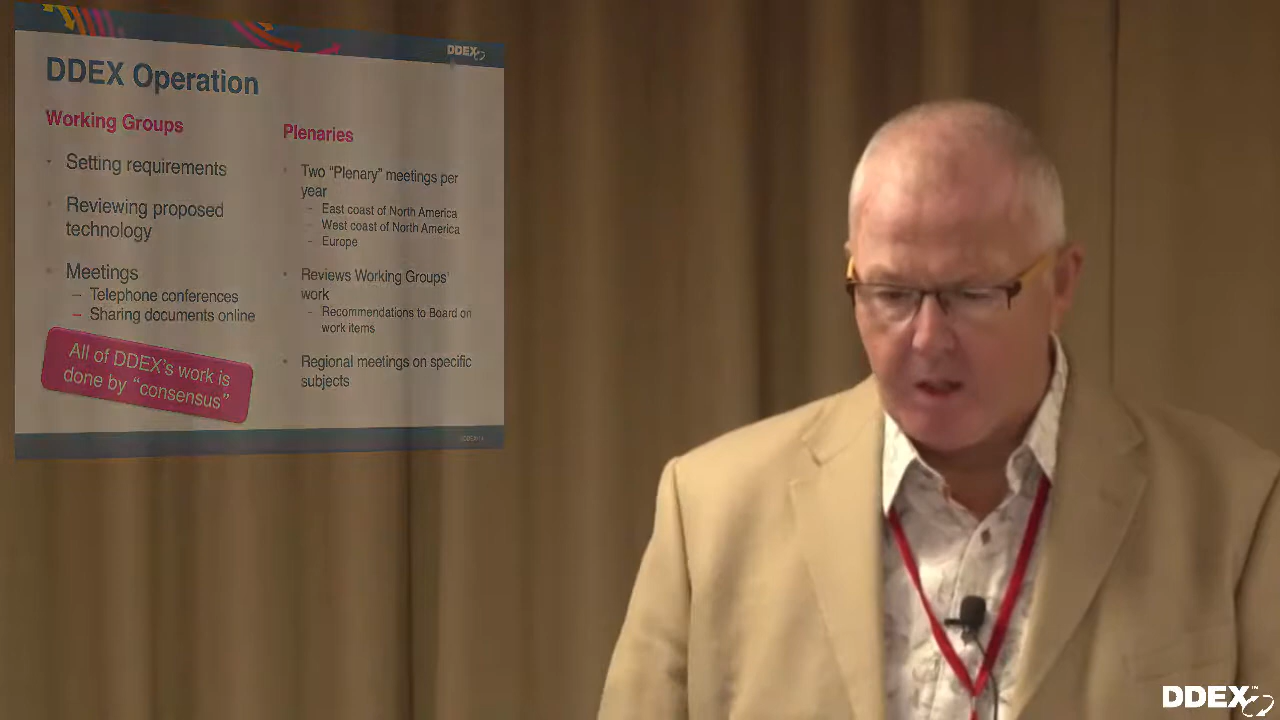 DDEX
DDEX Operation
Working Groups
· Setting requirements
· Reviewing proposed
technology
· Meetings
– Telephone conferences
– Sharing documents online
All of DDEX's work is
done by "consensus"
Plenaries
· Two "Plenary" meetings per
year
– East coast of North America
– West coast of North America
– Europe
· Reviews Working Groups'
work
– Recommendations to Board on
work items
· Regional meetings on specific
subjects
DDEX